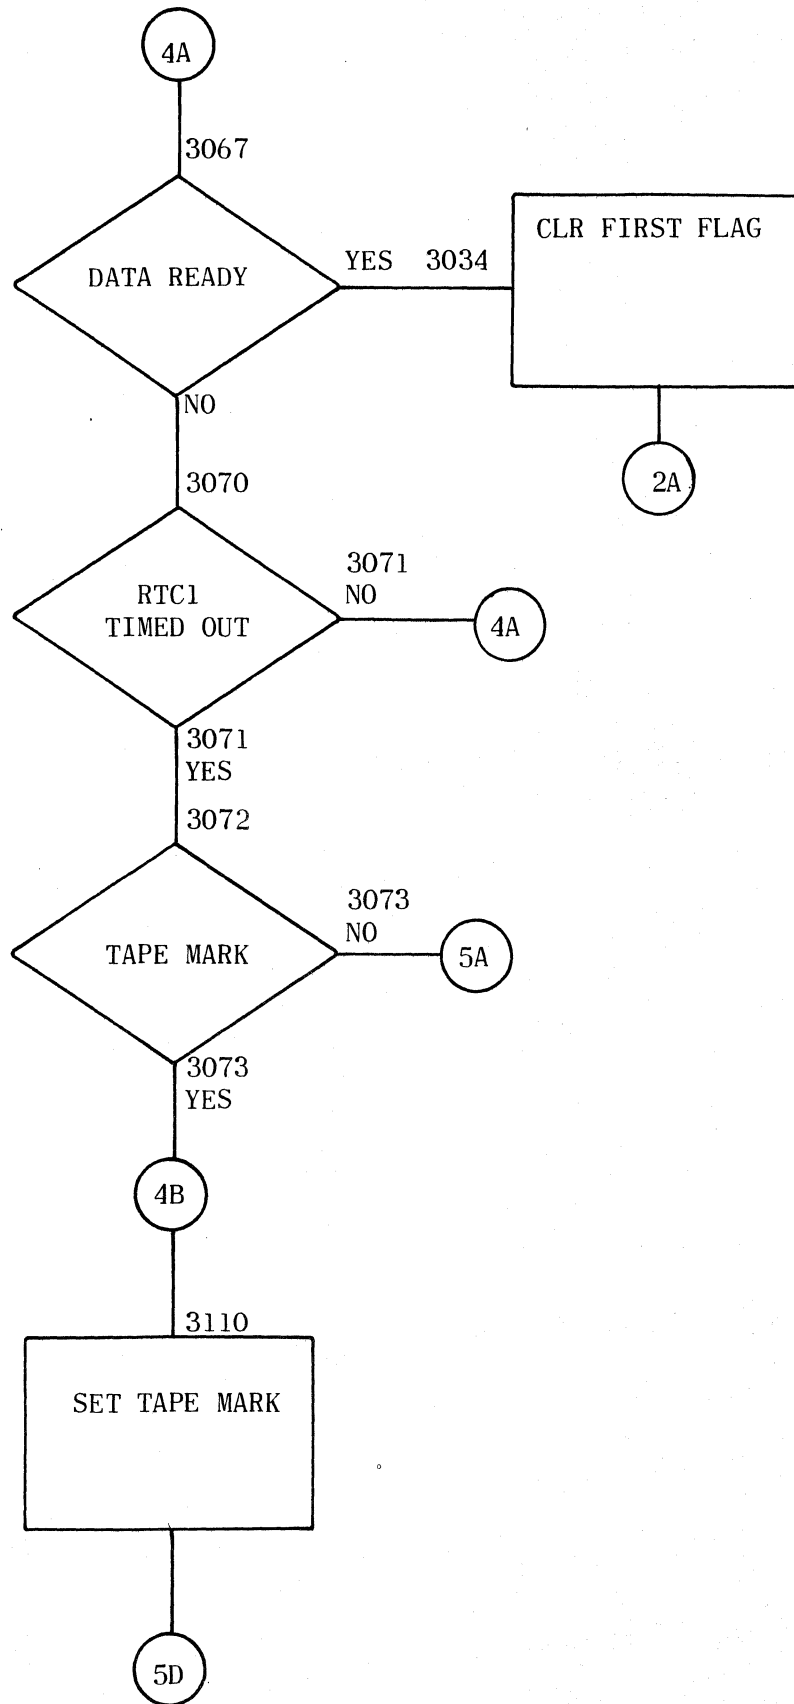 4A
3067
DATA READY
YES 3034
CLR FIRST FLAG
NO
2A
3070
RTC1
TIMED OUT
3071
NO
4A
3071
YES
3072
TAPE MARK
3073
NO
5A
3073
YES
4B
3110
SET TAPE MARK
5D